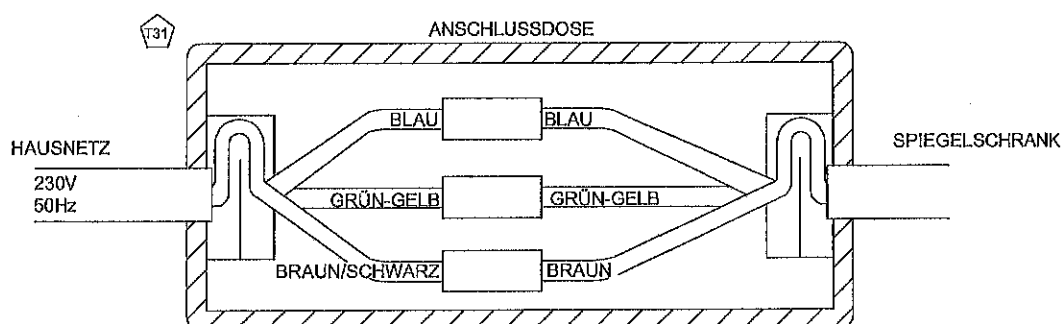 T31
ANSCHLUSSDOSE
BLAU
BLAU
HAUSNETZ
SPIEGELSCHRANK
230V
50Hz
GRÜN-GELB
GRÜN-GELB
BRAUN/SCHWARZ
BRAUN